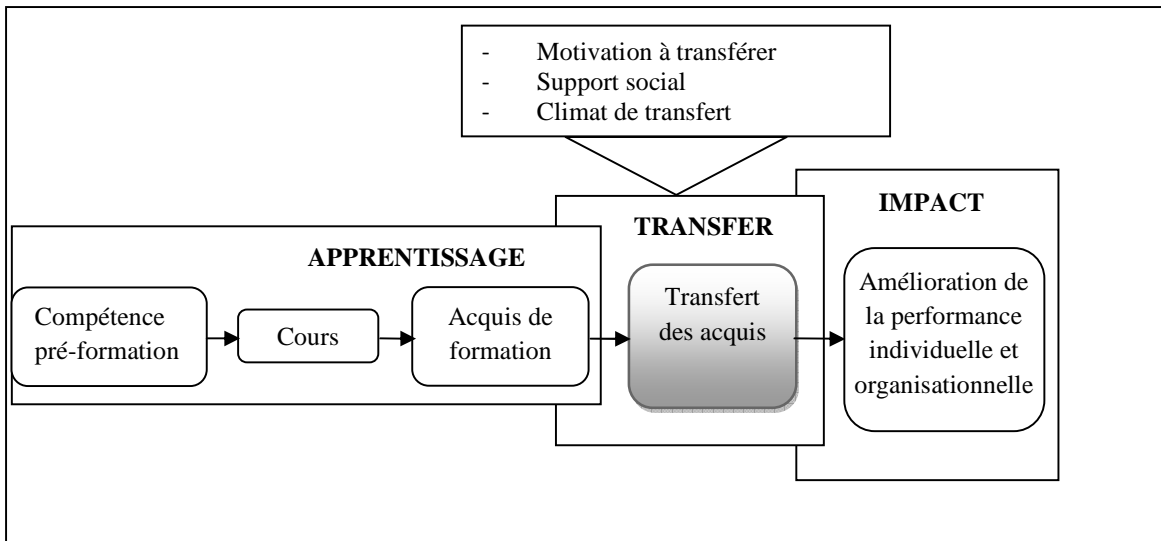 - Motivation à transférer
- Support social
- Climat de transfert
IMPACT
TRANSFER
APPRENTISSAGE
Compétence
pré-formation
Cours
Acquis de
formation
Transfert
des acquis
Amélioration de
la performance
individuelle et
organisationnelle